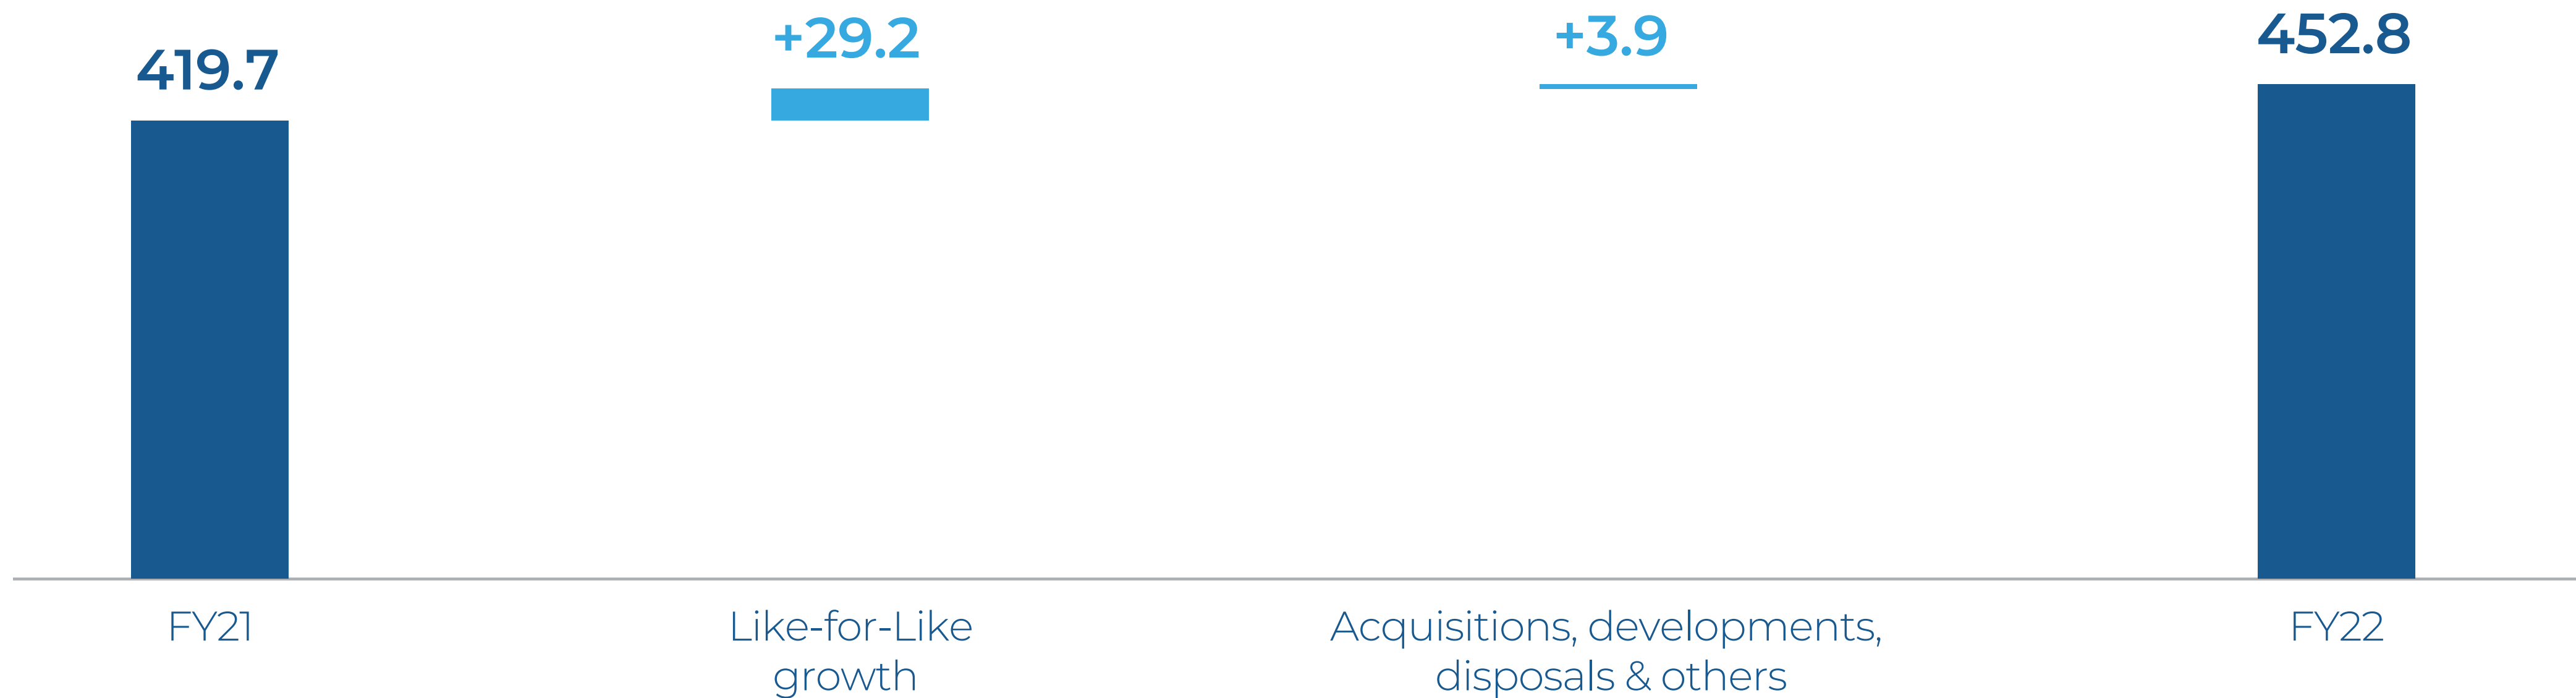 419.7
+29.2
+3.9
452.8
FY21
Like-for-Like
growth
Acquisitions, developments,
disposals & others
FY22